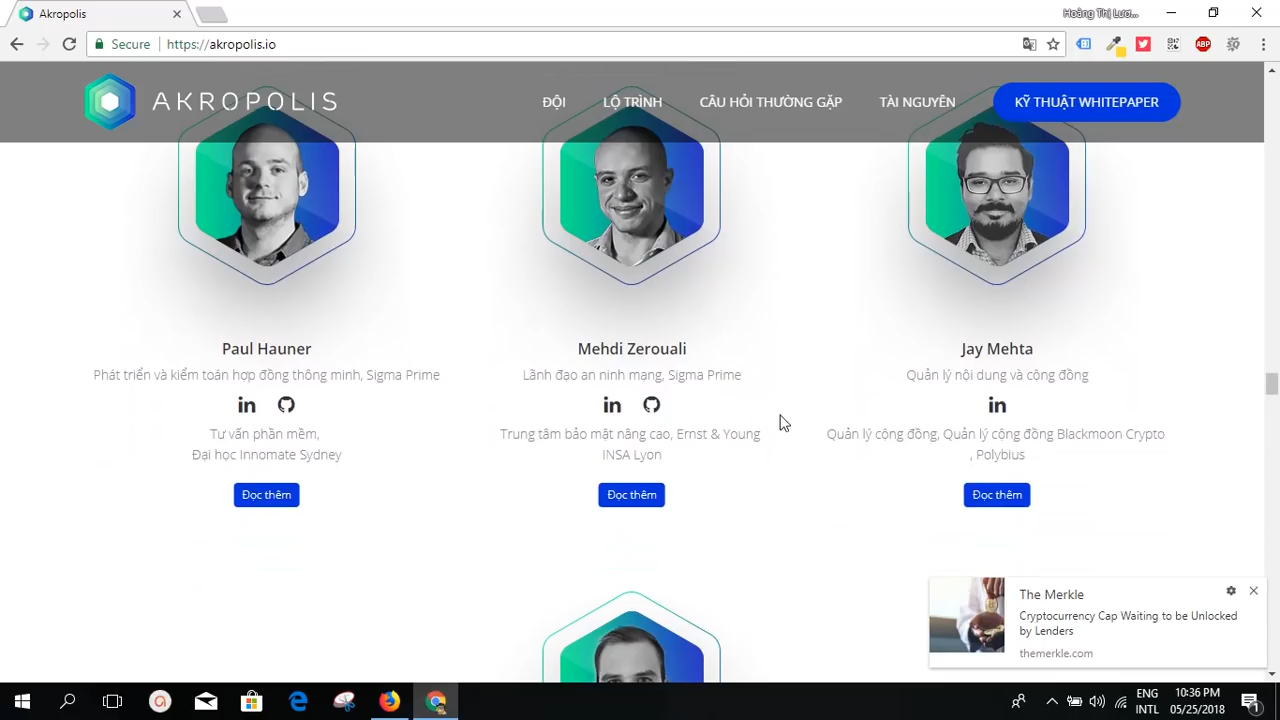 Akropolis
Hoàng Thị Lươ...
Secure
https://akropolis.io
AKROPOLIS
ĐỘI
LỘ TRÌNH
CÂU HỎI THƯỜNG GẶP
TÀI NGUYÊN
KỸ THUẬT WHITEPAPER
Paul Hauner
Mehdi Zerouali
Jay Mehta
Phát triển và kiểm toán hợp đồng thông minh, Sigma Prime
Lãnh đạo an ninh mạng, Sigma Prime
Quản lý nội dung và cộng đồng
Tư vấn phần mềm,
Đại học Innomate Sydney
Trung tâm bảo mật nâng cao, Ernst & Young
INSA Lyon
Quản lý cộng đồng, Quản lý cộng đồng Blackmoon Crypto
, Polybius
Đọc thêm
Đọc thêm
Đọc thêm
The Merkle
Cryptocurrency Cap Waiting to be Unlocked
by Lenders
themerkle.com
ENG
INTL
10:36 PM
05/25/2018
1